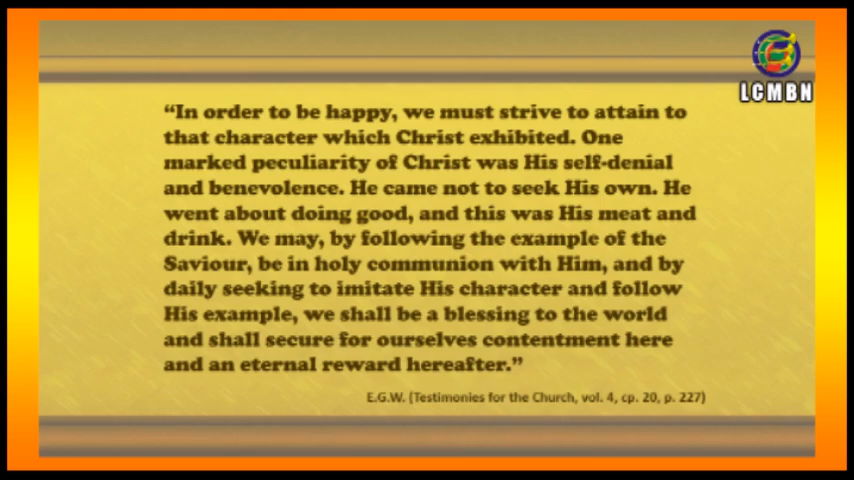 LCMBN
“In order to be happy, we must strive to attain to
that character which Christ exhibited. One
marked peculiarity of Christ was His self-denial
and benevolence. He came not to seek His own. He
went about doing good, and this was His meat and
drink. We may, by following the example of the
Saviour, be in holy communion with Him, and by
daily seeking to imitate His character and follow
His example, we shall be a blessing to the world
and shall secure for ourselves contentment here
and an eternal reward hereafter.”
E.G.W. (Testimonies for the Church, vol. 4, cp. 20, p. 227)